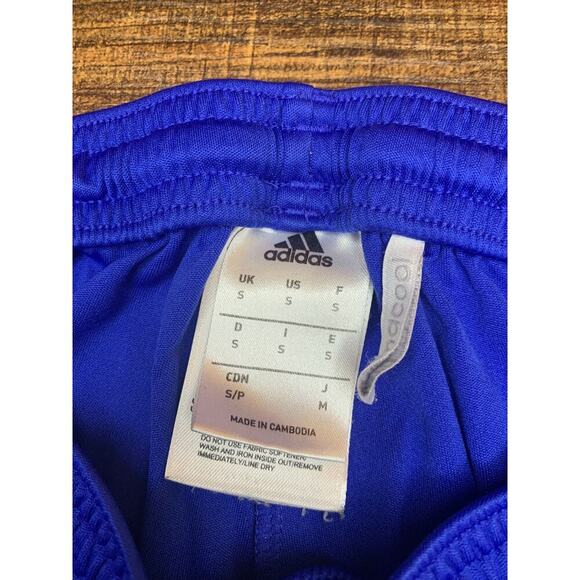 adidas
UK US F
S S S
D I E
S S S
CDN J
S/P M
MADE IN CAMBODIA
DO NOT USE FABRIC SOFTENER/
WASH AND IRON INSIDE OUT/REMOVE
IMMEDIATELY/LINE DRY
macool